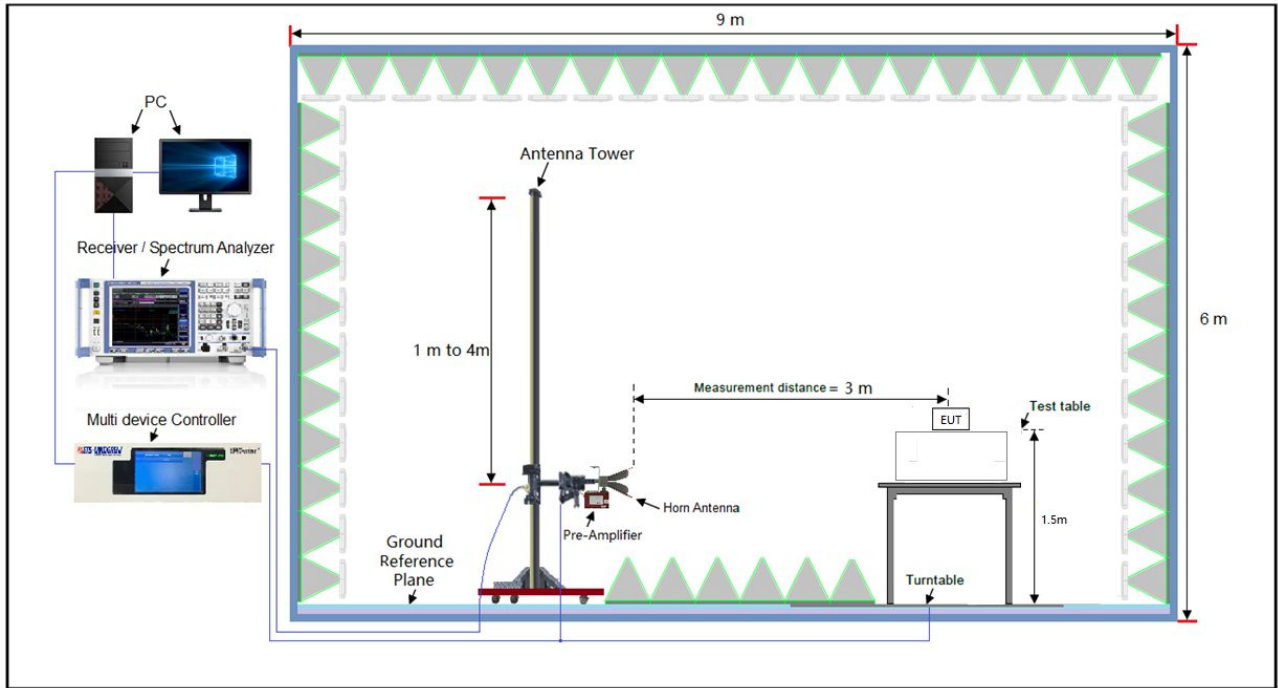 9 m
PC
Antenna Tower
Receiver / Spectrum Analyzer
6 m
1 m to 4m
Measurement distance = 3 m
EUT
Test table
Multi device Controller
Horn Antenna
1.5m
Pre-Amplifier
Ground
Reference
Plane
Turntable